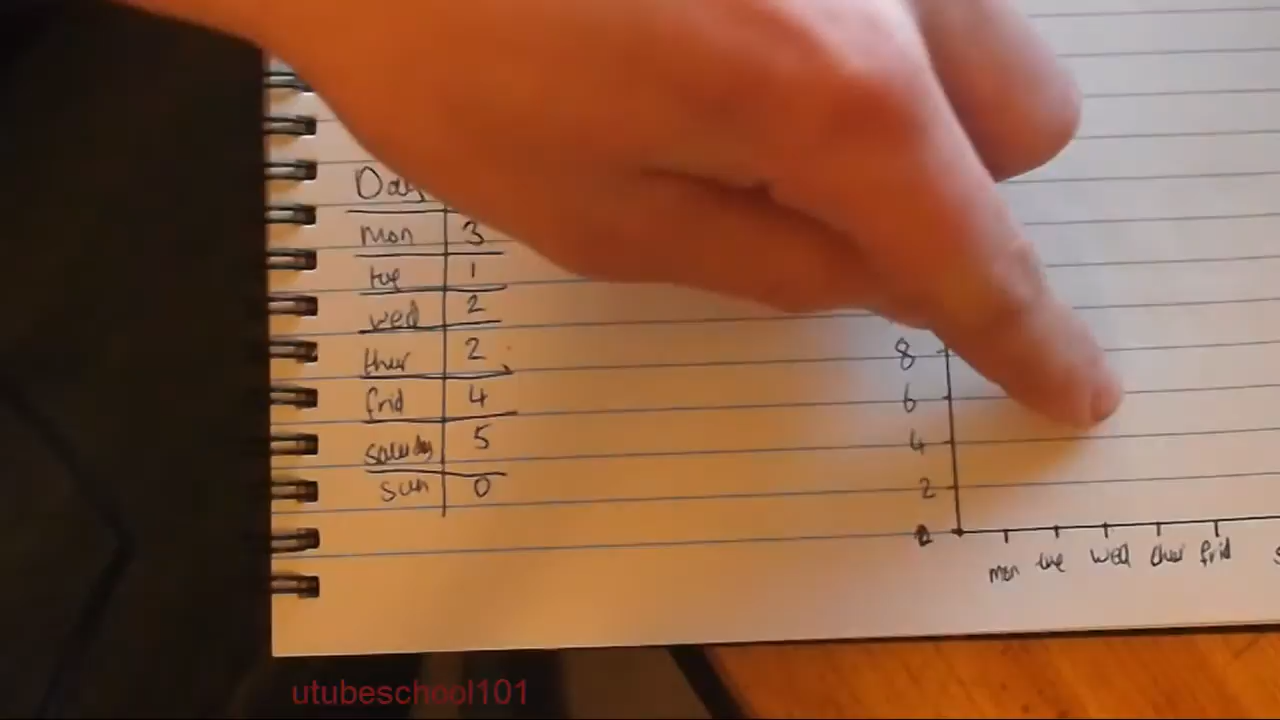 Day
Mon 3
tue 1
wed 2
thur 2
frid 4
saturday 5
sun 0
8
6
4
2
mon tue wed thur frid s
utubeschool101